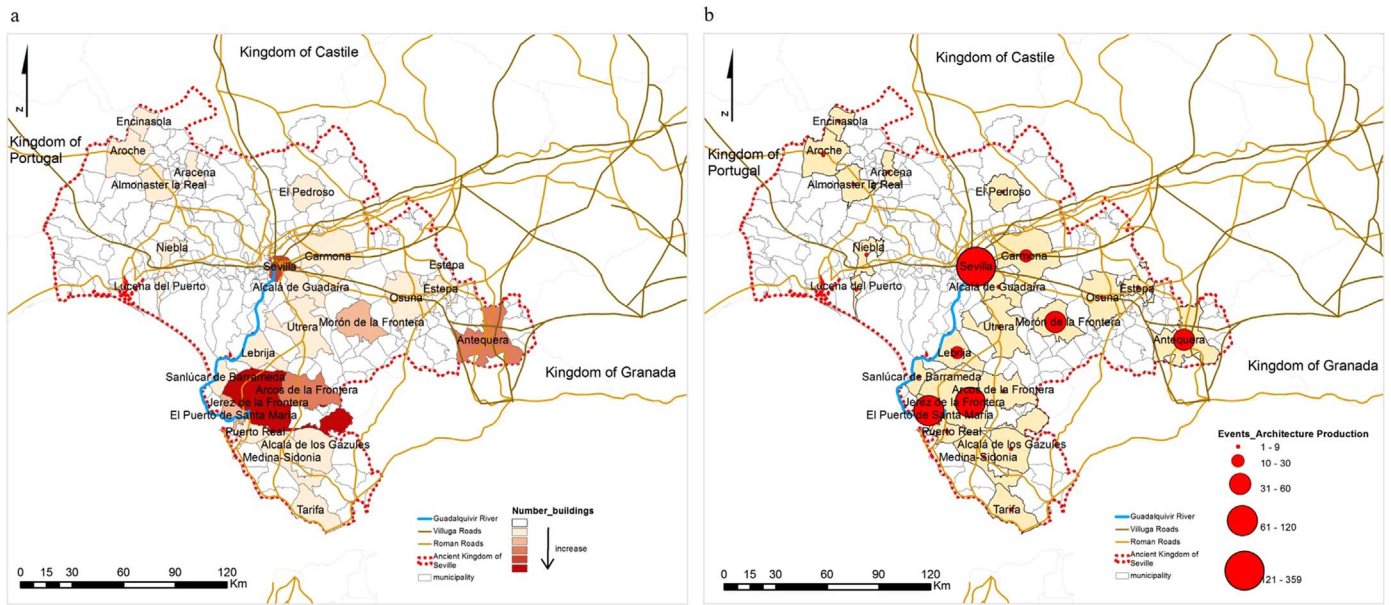 a
Kingdom of Castile
z
Encinasola
Kingdom of
Portugal
Aroche
Aracena
Almonaster la Real
El Pedroso
Niebla
Carmona
Sevilla
Estepa
Lucena del Puerto
Alcalá de Guadaíra
Estepa
Osuna
Utrera
Morón de la Frontera
Antequera
Lebrija
Kingdom of Granada
Sanlúcar de Barrameda
Arcos de la Frontera
Jerez de la Frontera
El Puerto de Santa María
Puerto Real
Alcalá de los Gazules
Medina-Sidonia
Tarifa
Guadalquivir River
Villuga Roads
Roman Roads
Ancient Kingdom of
Seville
municipality
Number_buildings
increase
0 15 30 60 90 120
Km
b
Kingdom of Castile
z
Encinasola
Kingdom of
Portugal
Aroche
Aracena
Almonaster la Real
El Pedroso
Niebla
Carmona
Sevilla
Lucena del Puerto
Alcalá de Guadaíra
Estepa
Osuna
Utrera
Morón de la Frontera
Antequera
Lebrija
Kingdom of Granada
Sanlúcar de Barrameda
Arcos de la Frontera
Jerez de la Frontera
El Puerto de Santa María
Puerto Real
Alcalá de los Gazules
Medina-Sidonia
Tarifa
Events_Architecture Production
1 - 9
10 - 30
31 - 60
61 - 120
121 - 359
Guadalquivir River
Villuga Roads
Roman Roads
Ancient Kingdom of
Seville
municipality
0 15 30 60 90 120
Km